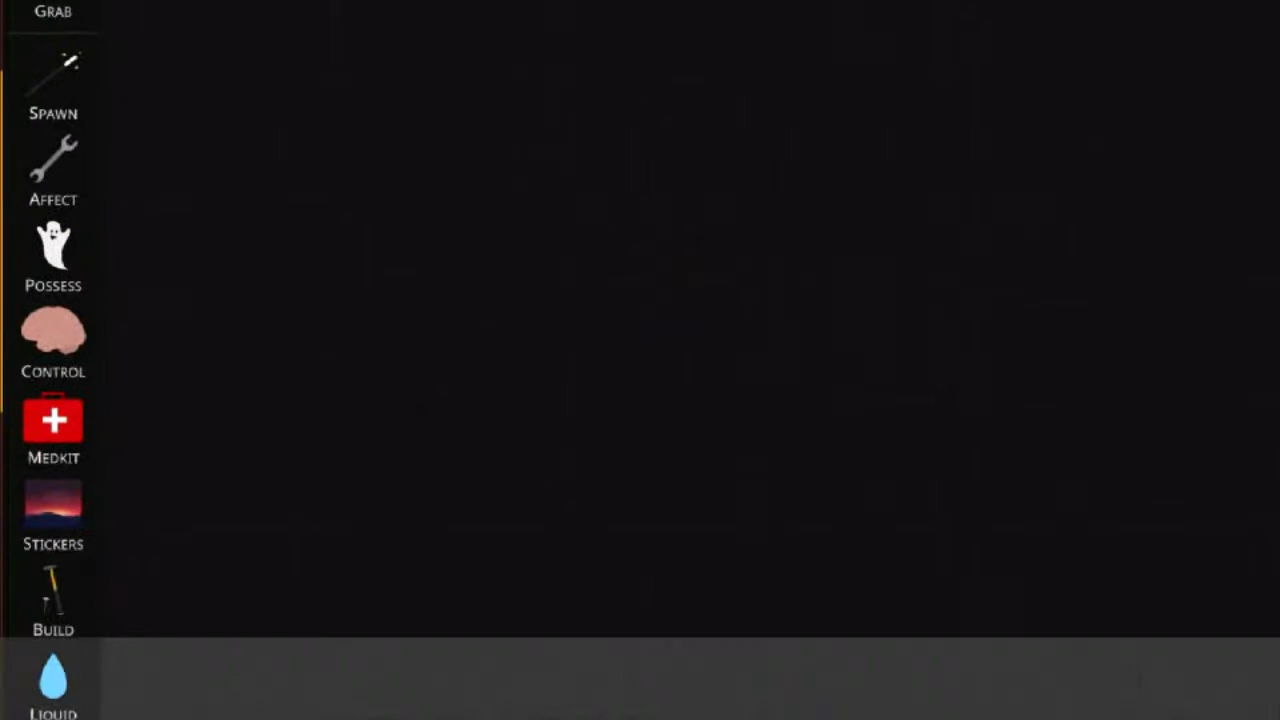 GRAB
SPAWN
AFFECT
POSSESS
CONTROL
MEDKIT
STICKERS
BUILD
LIQUID